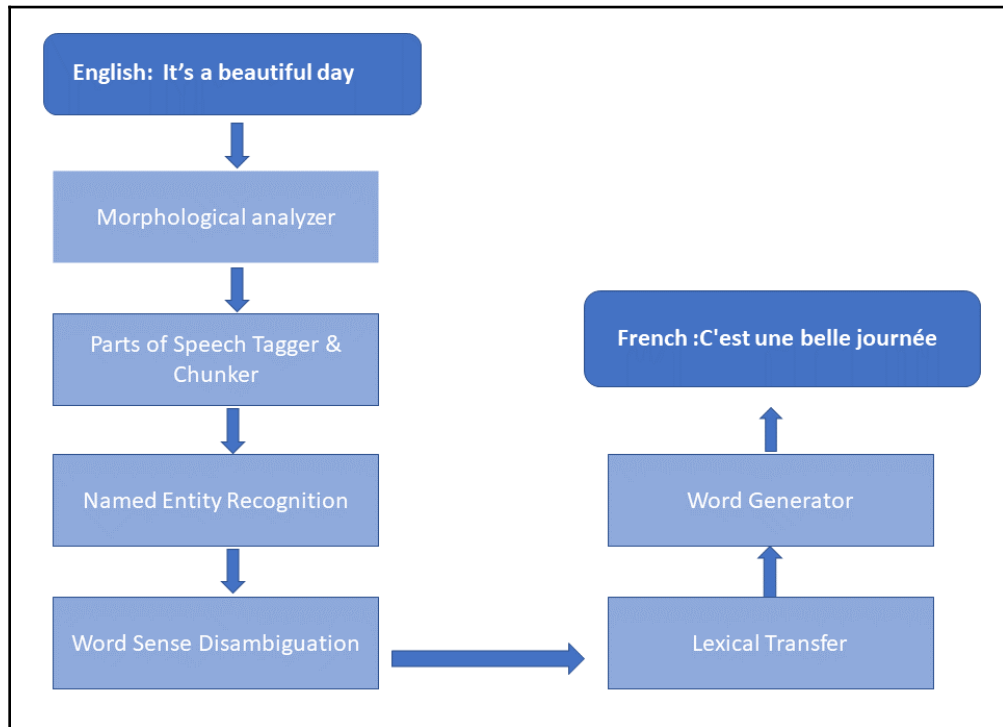 English: It’s a beautiful day
Morphological analyzer
Parts of Speech Tagger &
Chunker
Named Entity Recognition
Word Sense Disambiguation
Lexical Transfer
Word Generator
French :C'est une belle journée